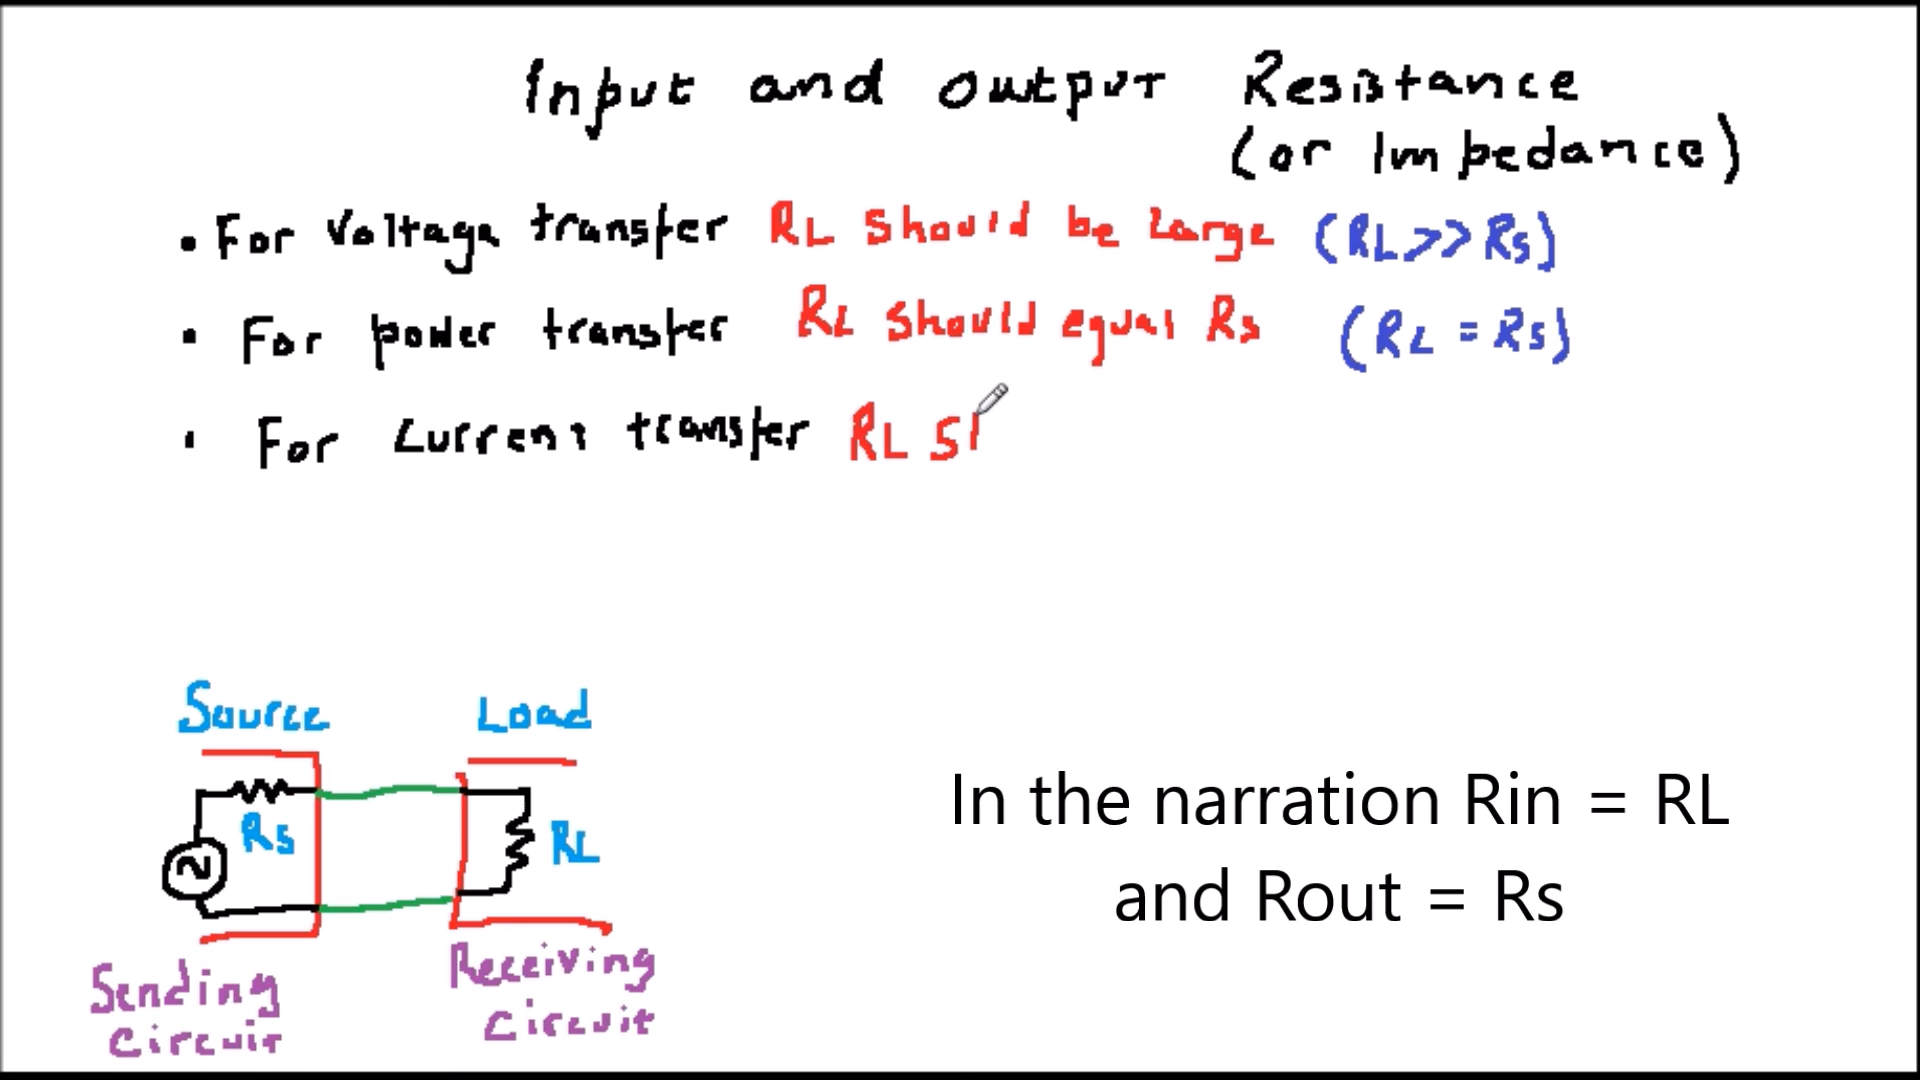 Input and output Resistance
(or Impedance)
• For Voltage transfer RL should be large (RL>>Rs)
• For power transfer RL should equal Rs (RL = Rs)
• For current transfer RL s
Source
Load
Rs
RL
Sending
circuit
Receiving
circuit
In the narration Rin = RL
and Rout = Rs